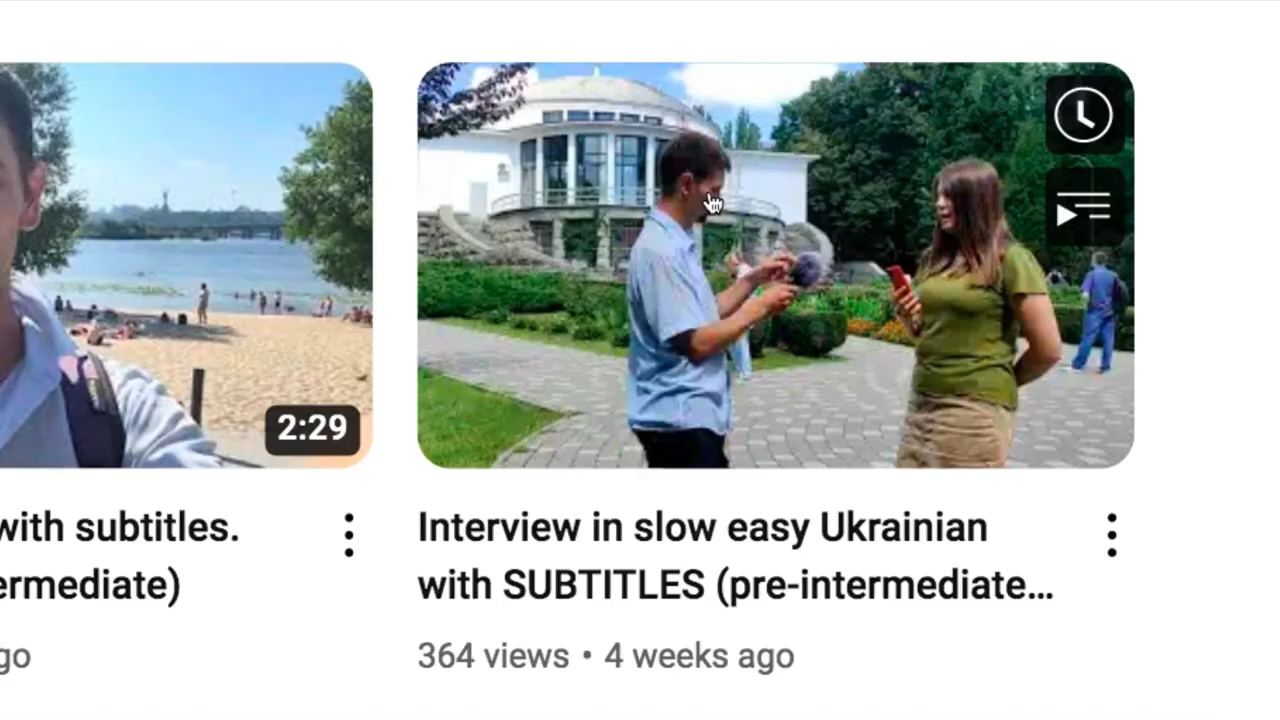 2:29
with subtitles.
ermediate)
go
Interview in slow easy Ukrainian
with SUBTITLES (pre-intermediate...
364 views • 4 weeks ago